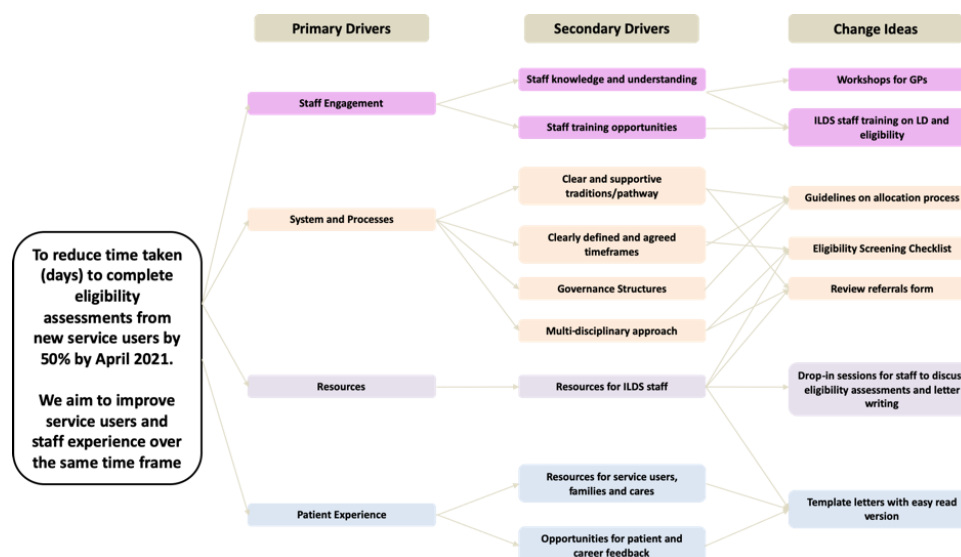 Primary Drivers
Secondary Drivers
Change Ideas
Staff Engagement
Staff knowledge and understanding
Staff training opportunities
Workshops for GPs
ILDS staff training on LD and
eligibility
System and Processes
Clear and supportive
traditions/pathway
Clearly defined and agreed
timeframes
Governance Structures
Multi-disciplinary approach
Guidelines on allocation process
Eligibility Screening Checklist
Review referrals form
To reduce time taken
(days) to complete
eligibility
assessments from
new service users by
50% by April 2021.
We aim to improve
service users and
staff experience over
the same time frame
Resources
Resources for ILDS staff
Drop-in sessions for staff to discus
eligibility assessments and letter
writing
Patient Experience
Resources for service users,
families and cares
Opportunities for patient and
career feedback
Template letters with easy read
version